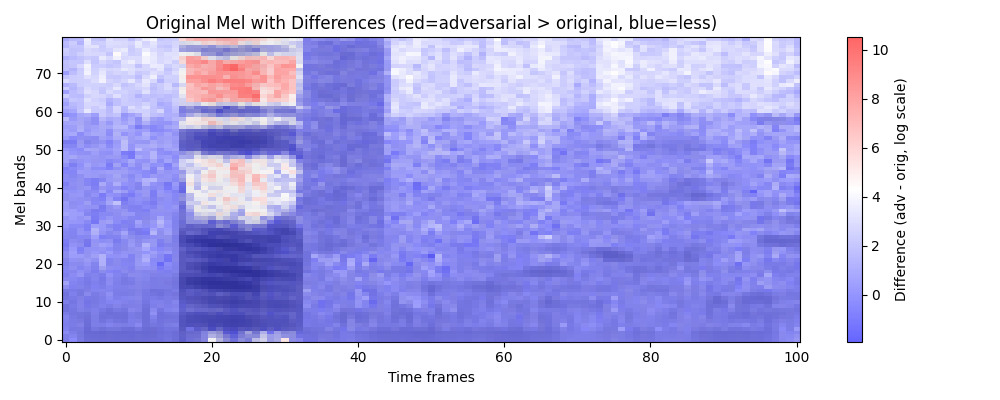 Original Mel with Differences (red=adversarial > original, blue=less)
Mel bands
70
60
50
40
30
20
10
0
0 20 40 60 80 100
Time frames
10
8
6
4
2
0
Difference (adv - orig, log scale)